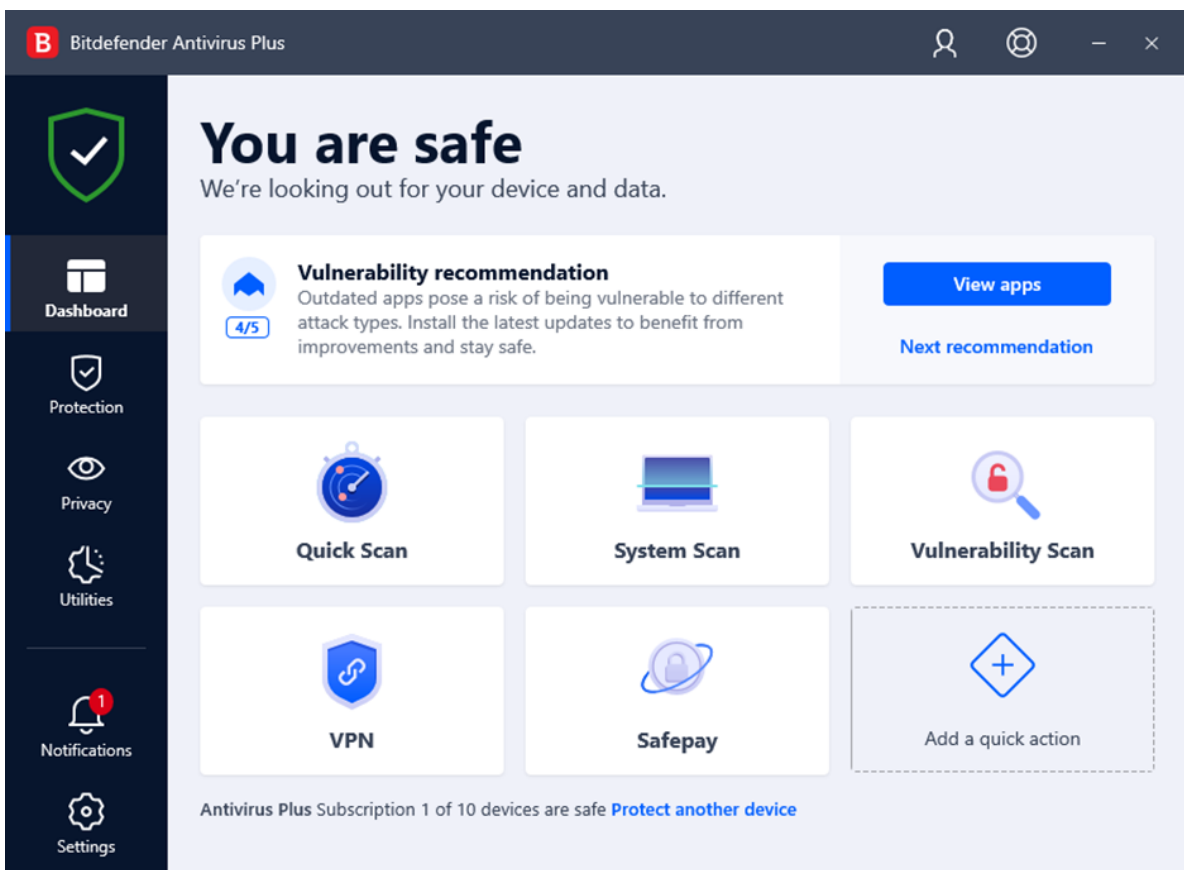 B Bitdefender Antivirus Plus
You are safe
We're looking out for your device and data.
Dashboard
Protection
Privacy
Utilities
1
Notifications
Settings
4/5
Vulnerability recommendation
Outdated apps pose a risk of being vulnerable to different
attack types. Install the latest updates to benefit from
improvements and stay safe.
View apps
Next recommendation
Quick Scan
System Scan
Vulnerability Scan
VPN
Safepay
Add a quick action
Antivirus Plus Subscription 1 of 10 devices are safe Protect another device